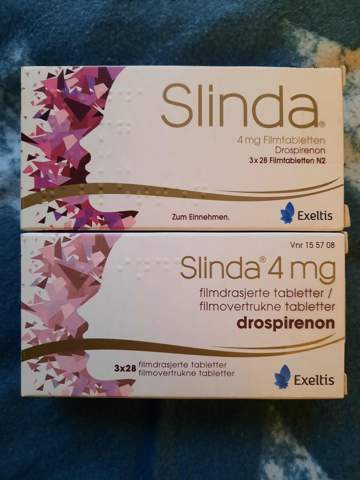 Slinda®
4 mg Filmtabletten
Drospirenon
3 x 28 Filmtabletten N2
Zum Einnehmen.
Exeltis
Vnr 15 57 08
Slinda® 4 mg
filmdrasjerte tabletter /
filmovertrukne tabletter
drospirenon
3x28 filmdrasjerte tabletter
filmovertrukne tabletter
Exeltis